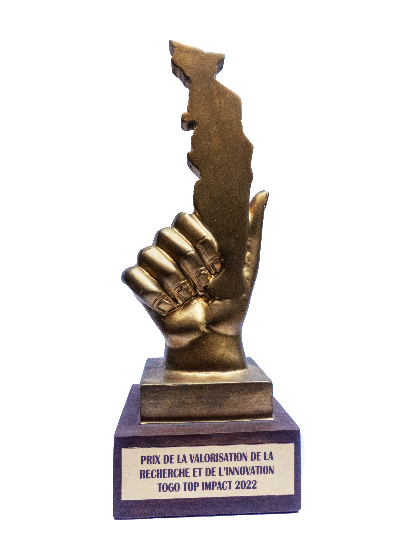 PRIX DE LA VALORISATION DE LA
RECHERCHE ET DE L'INNOVATION
TOGO TOP IMPACT 2022